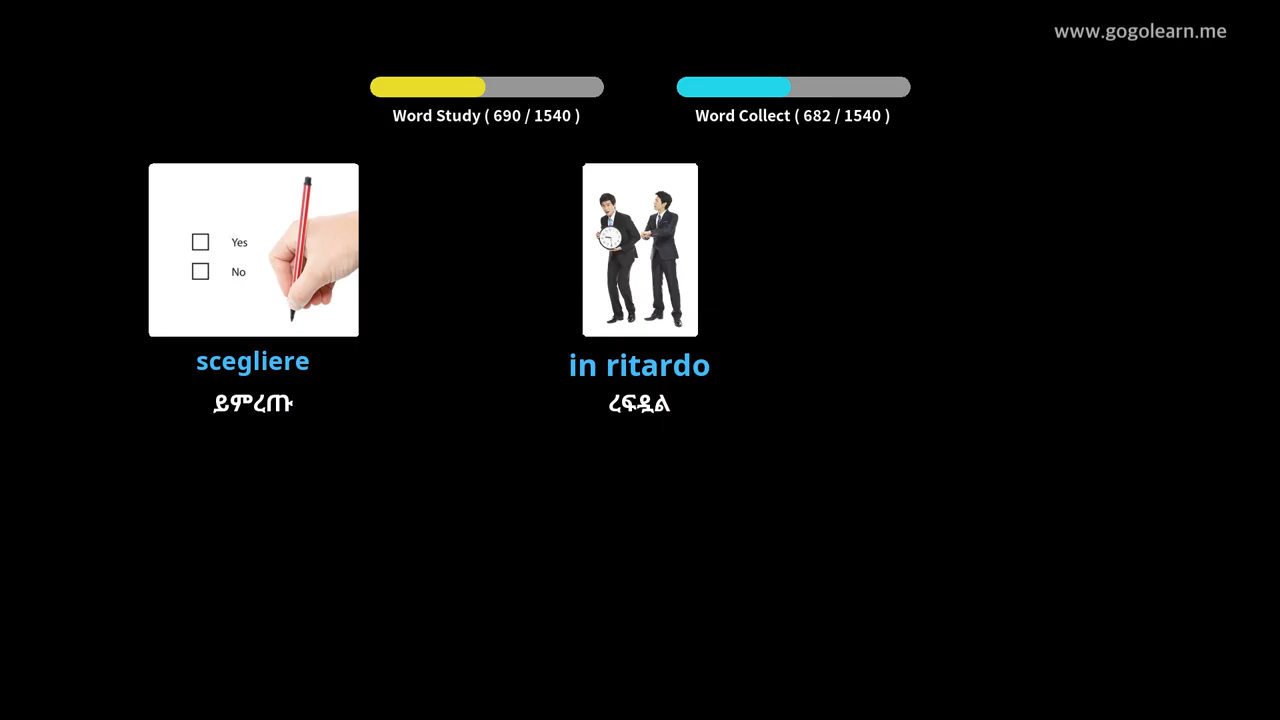 www.gogolearn.me
Word Study ( 690 / 1540 )
Word Collect ( 682 / 1540 )
Yes
No
scegliere
ይምረጡ
in ritardo
ረፍዷል